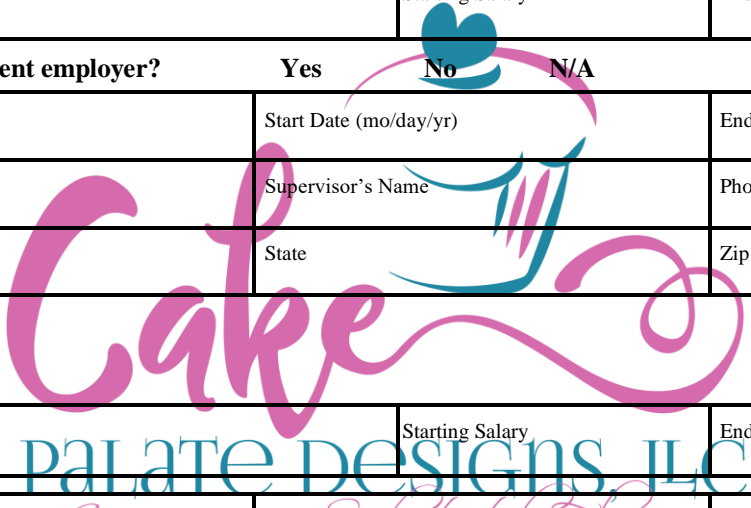 ent employer? Yes No N/A
Start Date (mo/day/yr) End
Supervisor's Name Pho
State Zip
Cake
Starting Salary End
Palate Designs, LLC